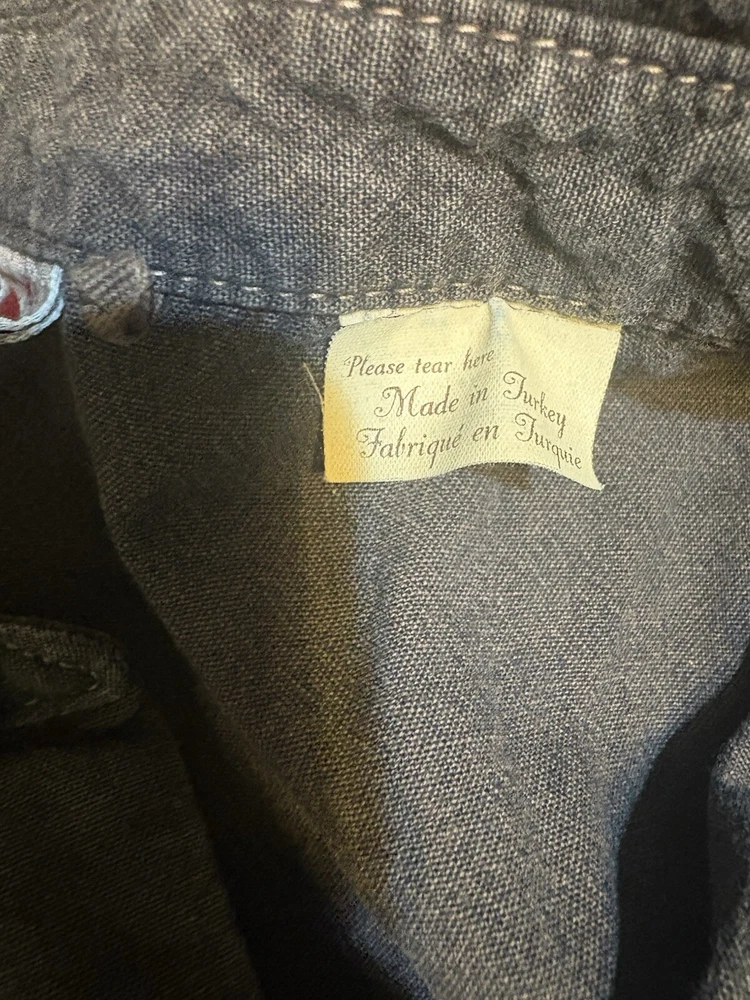 Please tear here
Made in Turkey
Fabriqué en Turquie